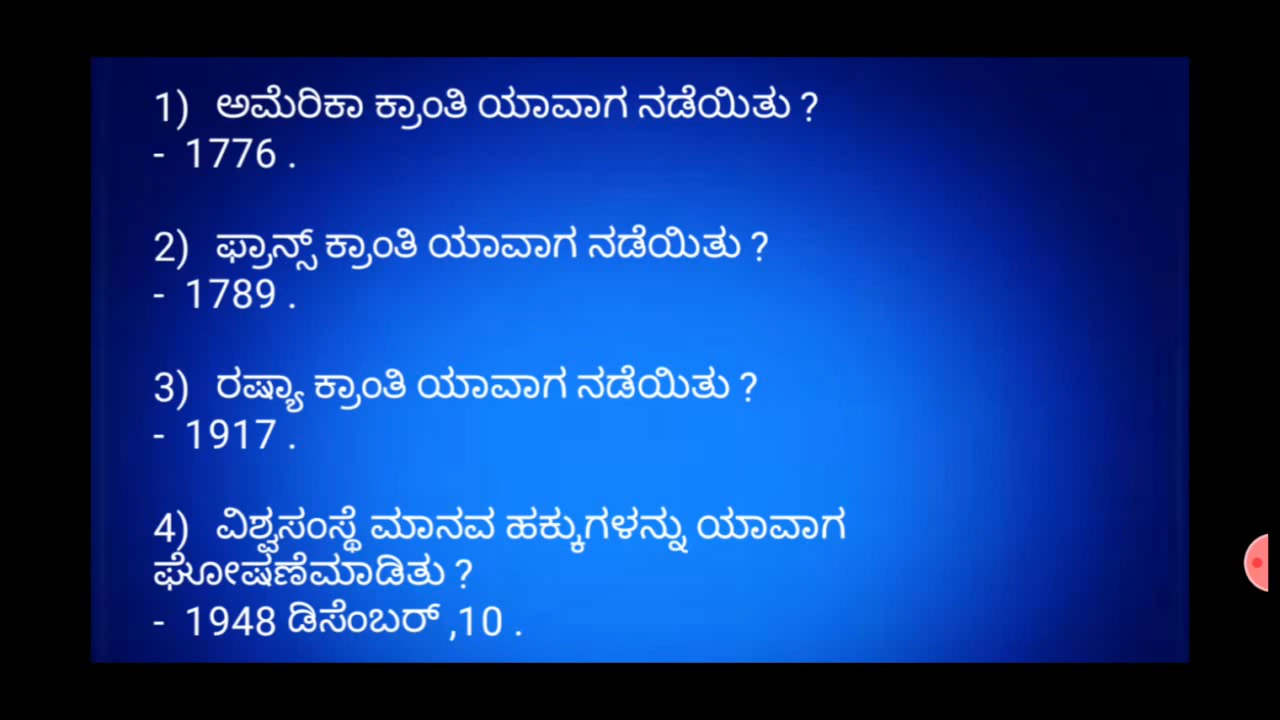 1) ಅಮೆರಿಕಾ ಕ್ರಾಂತಿ ಯಾವಾಗ ನಡೆಯಿತು ?
- 1776 .
2) ಫ್ರಾನ್ಸ್ ಕ್ರಾಂತಿ ಯಾವಾಗ ನಡೆಯಿತು ?
- 1789 .
3) ರಷ್ಯಾ ಕ್ರಾಂತಿ ಯಾವಾಗ ನಡೆಯಿತು ?
- 1917 .
4) ವಿಶ್ವಸಂಸ್ಥೆ ಮಾನವ ಹಕ್ಕುಗಳನ್ನು ಯಾವಾಗ
ಘೋಷಣೆಮಾಡಿತು ?
- 1948 ಡಿಸೆಂಬರ್ ,10 .